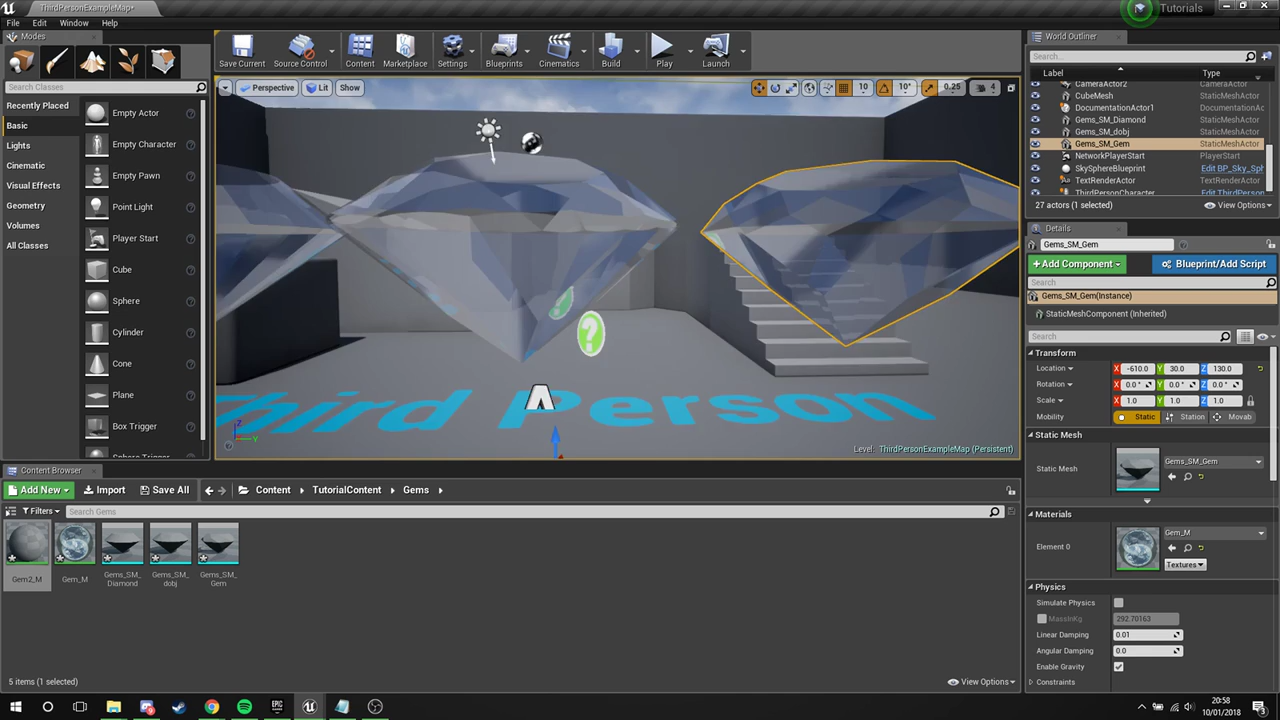 ThirdPersonExampleMap*
Tutorials
File Edit Window Help
Modes
Search Classes
Recently Placed
Basic
Lights
Cinematic
Visual Effects
Geometry
Volumes
All Classes
Empty Actor
Empty Character
Empty Pawn
Point Light
Player Start
Cube
Sphere
Cylinder
Cone
Plane
Box Trigger
Sphere Trigger
Save Current
Source Control
Content
Marketplace
Settings
Blueprints
Cinematics
Build
Play
Launch
Perspective Lit Show
10 10° 0.25 4
Third Person
Level: ThirdPersonExampleMap (Persistent)
World Outliner
Search...
Label Type
CameraActor2 CameraActor
CubeMesh StaticMeshActor
DocumentationActor1 DocumentationAc
Gems_SM_Diamond StaticMeshActor
Gems_SM_dobj StaticMeshActor
Gems_SM_Gem StaticMeshActor
NetworkPlayerStart PlayerStart
SkySphereBlueprint Edit BP_Sky_Sph
TextRenderActor TextRenderActor
ThirdPersonCharacter Edit ThirdPerson
27 actors (1 selected) View Options
Details
Gems_SM_Gem
+ Add Component Blueprint/Add Script
Search
Gems_SM_Gem(Instance)
StaticMeshComponent (Inherited)
Search
Transform
Location X -610.0 Y 30.0 Z 130.0
Rotation X 0.0° Y 0.0° Z 0.0°
Scale X 1.0 Y 1.0 Z 1.0
Mobility Static Station Movab
Static Mesh
Static Mesh Gems_SM_Gem
Materials
Element 0 Gem_M
Textures
Physics
Simulate Physics
MassInKg 292.70163
Linear Damping 0.01
Angular Damping 0.0
Enable Gravity
Constraints
Content Browser
Add New Import Save All Content TutorialContent Gems
Filters Search Gems
Gem2_M
Gem_M
Gems_SM_
Diamond
Gems_SM_
dobj
Gems_SM_
Gem
5 items (1 selected) View Options
20:58
10/01/2018
3